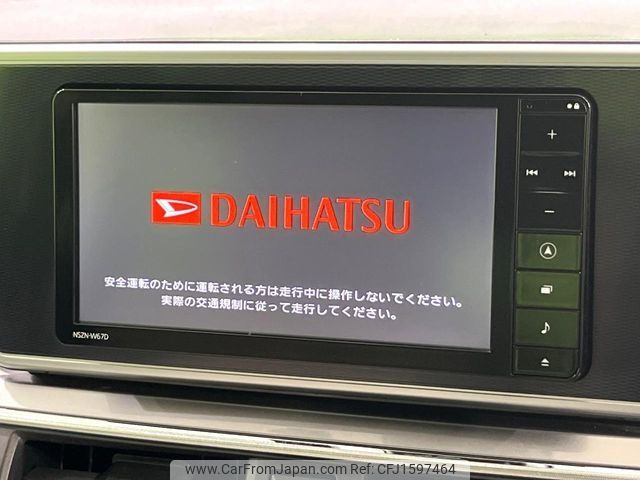 DAIHATSU
安全運転のために運転される方は走行中に操作しないでください。
実際の交通規制に従って走行してください。
NSZN-W67D
www.CarFromJapan.com | Ref:CFJ1597464